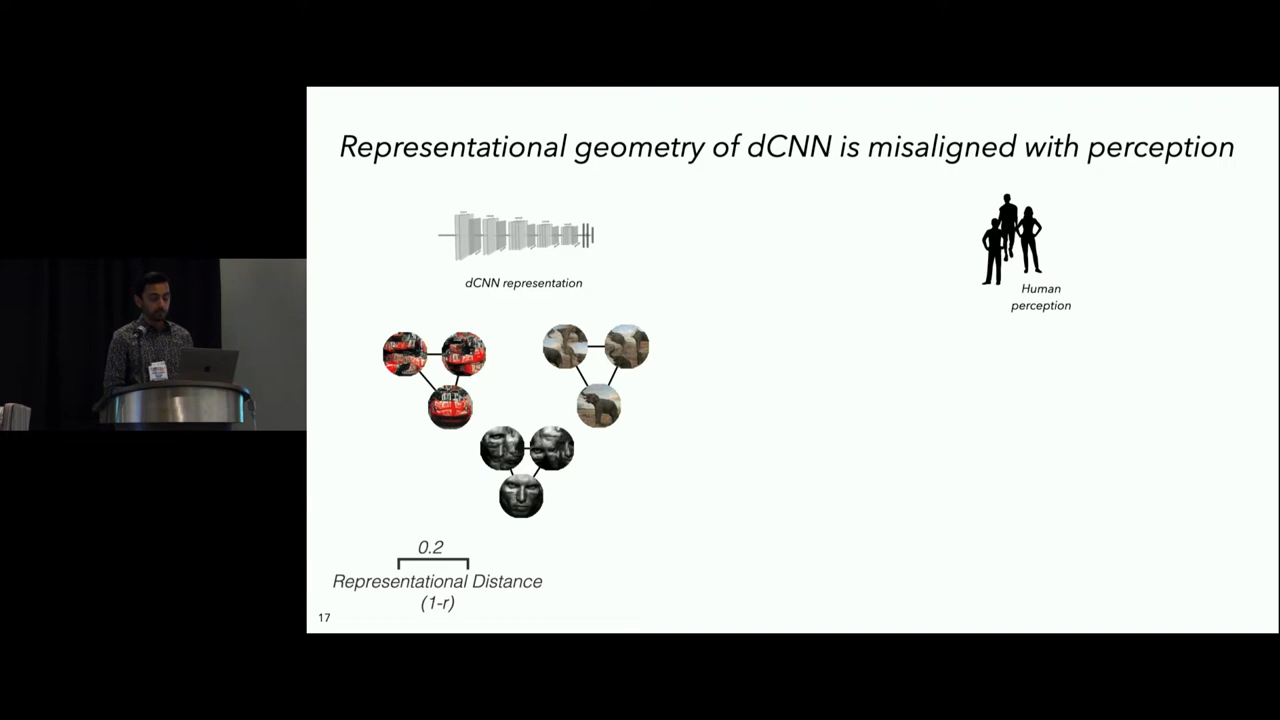 Representational geometry of dCNN is misaligned with perception
dCNN representation
Human
perception
0.2
Representational Distance
(1-r)
17